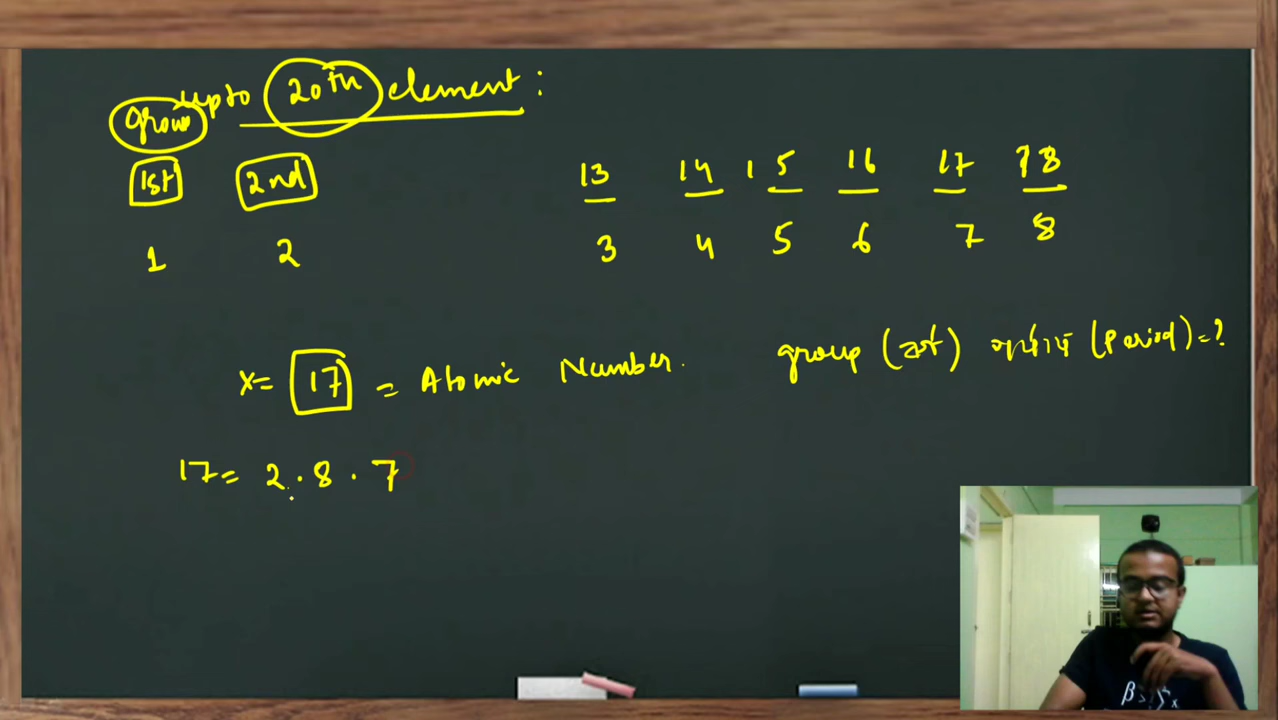 upto 20th element :
group
1st 2nd 13 14 15 16 17 18
1 2 3 4 5 6 7 8
x = 17 = Atomic Number. group () (Period) = ?
17 = 2 . 8 . 7
β